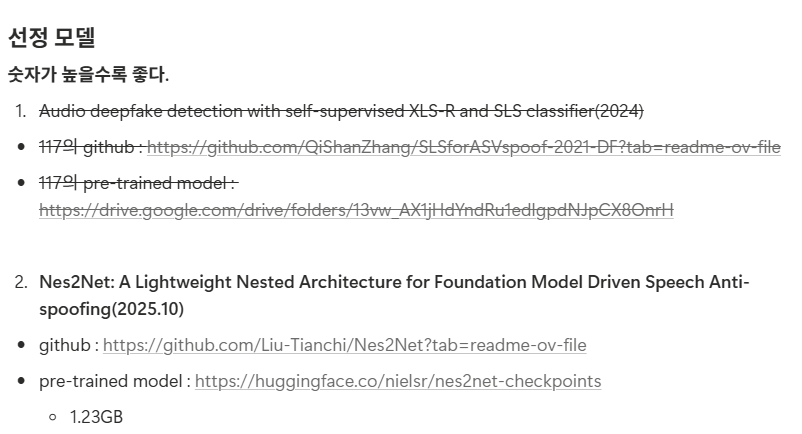 선정 모델
숫자가 높을수록 좋다.
1. Audio deepfake detection with self-supervised XLS-R and SLS classifier(2024)
• 117의 github : https://github.com/QiShanZhang/SLSforASVspoof-2021-DF?tab=readme-ov-file
• 117의 pre-trained model :
https://drive.google.com/drive/folders/13vw_AX1jHdYndRu1edlgpdNJpCX8OnrH
2. Nes2Net: A Lightweight Nested Architecture for Foundation Model Driven Speech Anti-
spoofing(2025.10)
• github : https://github.com/Liu-Tianchi/Nes2Net?tab=readme-ov-file
• pre-trained model : https://huggingface.co/nielsr/nes2net-checkpoints
◦ 1.23GB